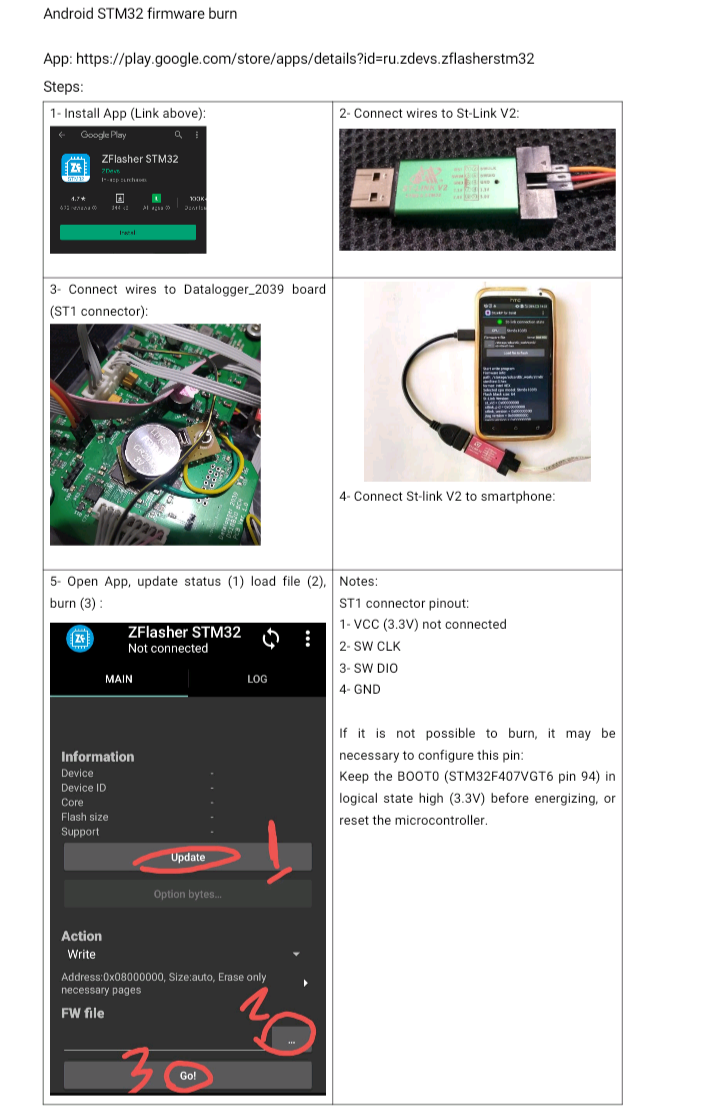 Android STM32 firmware burn
App: https://play.google.com/store/apps/details?id=ru.zdevs.zflasherstm32
Steps:
1- Install App (Link above):
Google Play
ZFlasher STM32
ZDevs
In-app purchases
4.7★
100K+
Install
2- Connect wires to St-Link V2:
3- Connect wires to Datalogger_2039 board
(ST1 connector):
4- Connect St-link V2 to smartphone:
5- Open App, update status (1) load file (2),
burn (3) :
ZFlasher STM32
Not connected
MAIN
LOG
Information
Device -
Device ID -
Core -
Flash size -
Support -
Update
1
Option bytes...
Action
Write
Address:0x08000000, Size:auto, Erase only
necessary pages
FW file
2
...
3
Go!
Notes:
ST1 connector pinout:
1- VCC (3.3V) not connected
2- SW CLK
3- SW DIO
4- GND
If it is not possible to burn, it may be
necessary to configure this pin:
Keep the BOOT0 (STM32F407VGT6 pin 94) in
logical state high (3.3V) before energizing, or
reset the microcontroller.